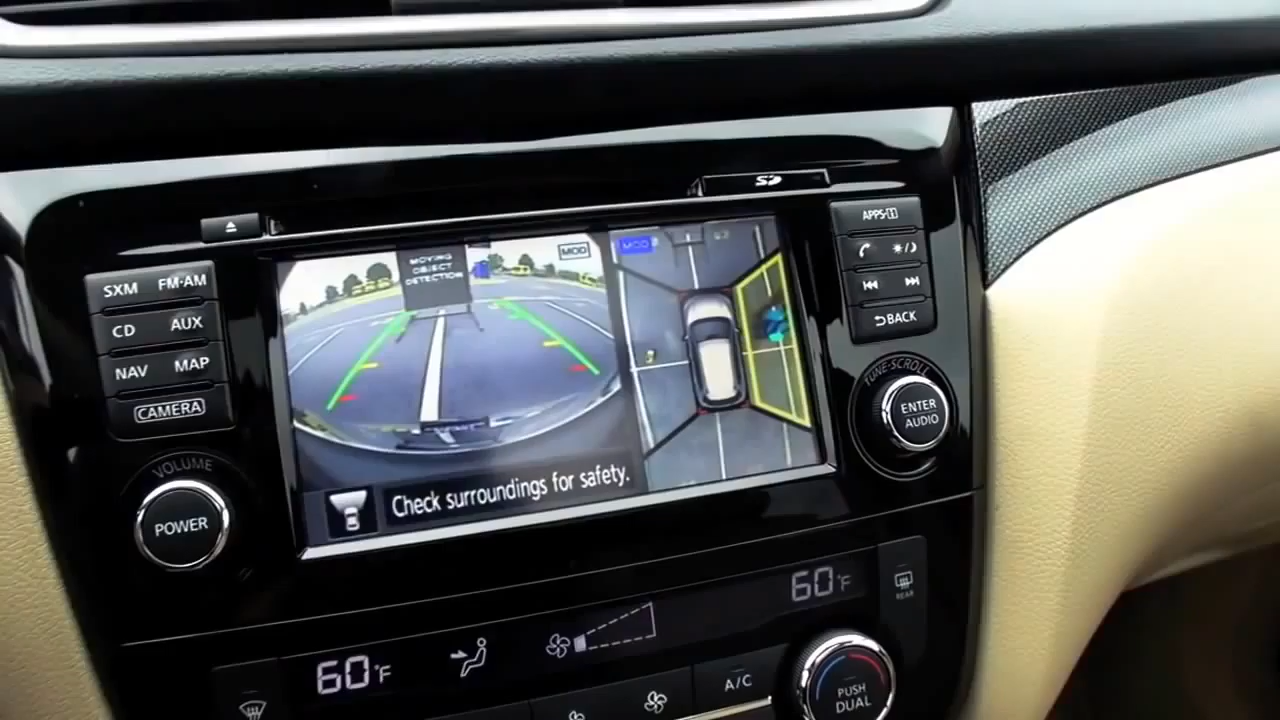 SD
APPS
SXM FM·AM
CD AUX
NAV MAP
CAMERA
VOLUME
POWER
MOVING
OBJECT
DETECTION
MOD
MOD
BACK
TUNE·SCROLL
ENTER
AUDIO
Check surroundings for safety.
60°F
60°F
REAR
A/C
PUSH
DUAL